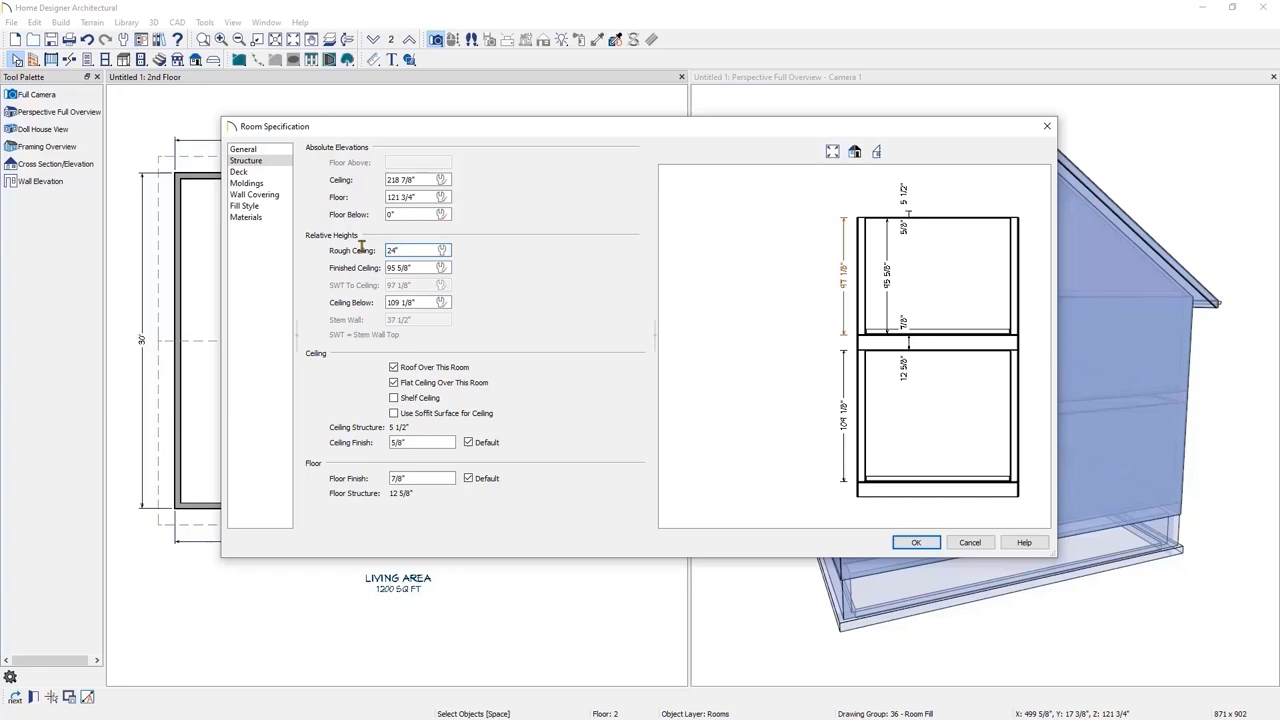 Home Designer Architectural
File Edit Build Terrain Library 3D CAD Tools View Window Help
2
Tool Palette
Untitled 1: 2nd Floor
Untitled 1: Perspective Full Overview - Camera 1
Full Camera
Perspective Full Overview
Doll House View
Framing Overview
Cross Section/Elevation
Wall Elevation
Room Specification
General
Structure
Deck
Moldings
Wall Covering
Fill Style
Materials
Absolute Elevations
Floor Above:
Ceiling: 218 7/8"
Floor: 121 3/4"
Floor Below: 0"
Relative Heights
Rough Ceiling: 24"
Finished Ceiling: 95 5/8"
SWT To Ceiling: 97 1/8"
Ceiling Below: 109 1/8"
Stem Wall: 37 1/2"
SWT = Stem Wall Top
Ceiling
Roof Over This Room
Flat Ceiling Over This Room
Shelf Ceiling
Use Soffit Surface for Ceiling
Ceiling Structure: 5 1/2"
Ceiling Finish: 5/8" Default
Floor
Floor Finish: 7/8" Default
Floor Structure: 12 5/8"
5 1/2"
5/8"
97 1/8"
95 5/8"
7/8"
12 5/8"
109 1/8"
OK Cancel Help
30'
LIVING AREA
1200 SQ FT
next
Select Objects [Space] Floor: 2 Object Layer: Rooms Drawing Group: 36 - Room Fill X: 499 5/8", Y: 17 3/8", Z: 121 3/4" 871 x 902